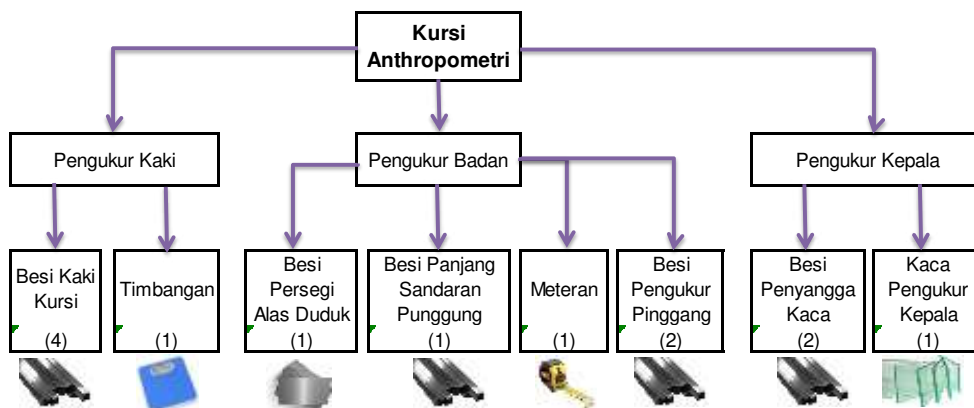 Kursi
Anthropometri
Pengukur Kaki
Pengukur Badan
Pengukur Kepala
Besi Kaki
Kursi
(4)
Timbangan
(1)
Besi
Persegi
Alas Duduk
(1)
Besi Panjang
Sandaran
Punggung
(1)
Meteran
(1)
Besi
Pengukur
Pinggang
(2)
Besi
Penyangga
Kaca
(2)
Kaca
Pengukur
Kepala
(1)